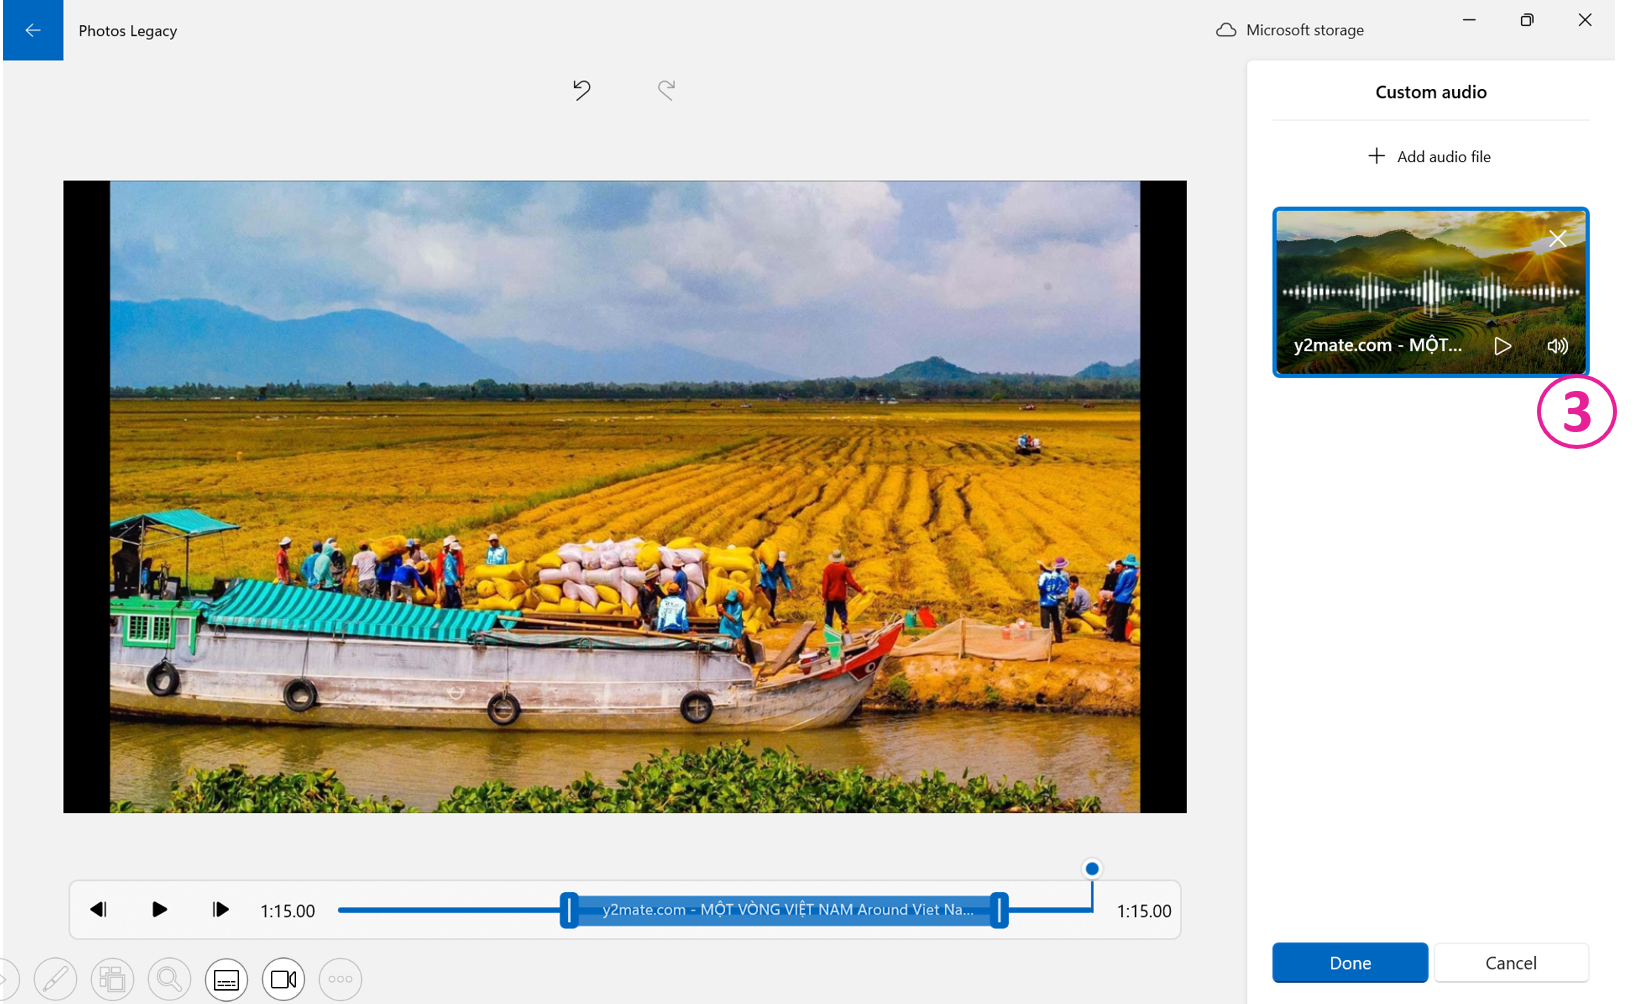 Photos Legacy
Microsoft storage
Custom audio
Add audio file
y2mate.com - MỘT...
3
1:15.00
y2mate.com - MỘT VÒNG VIỆT NAM Around Viet Na...
1:15.00
Done
Cancel